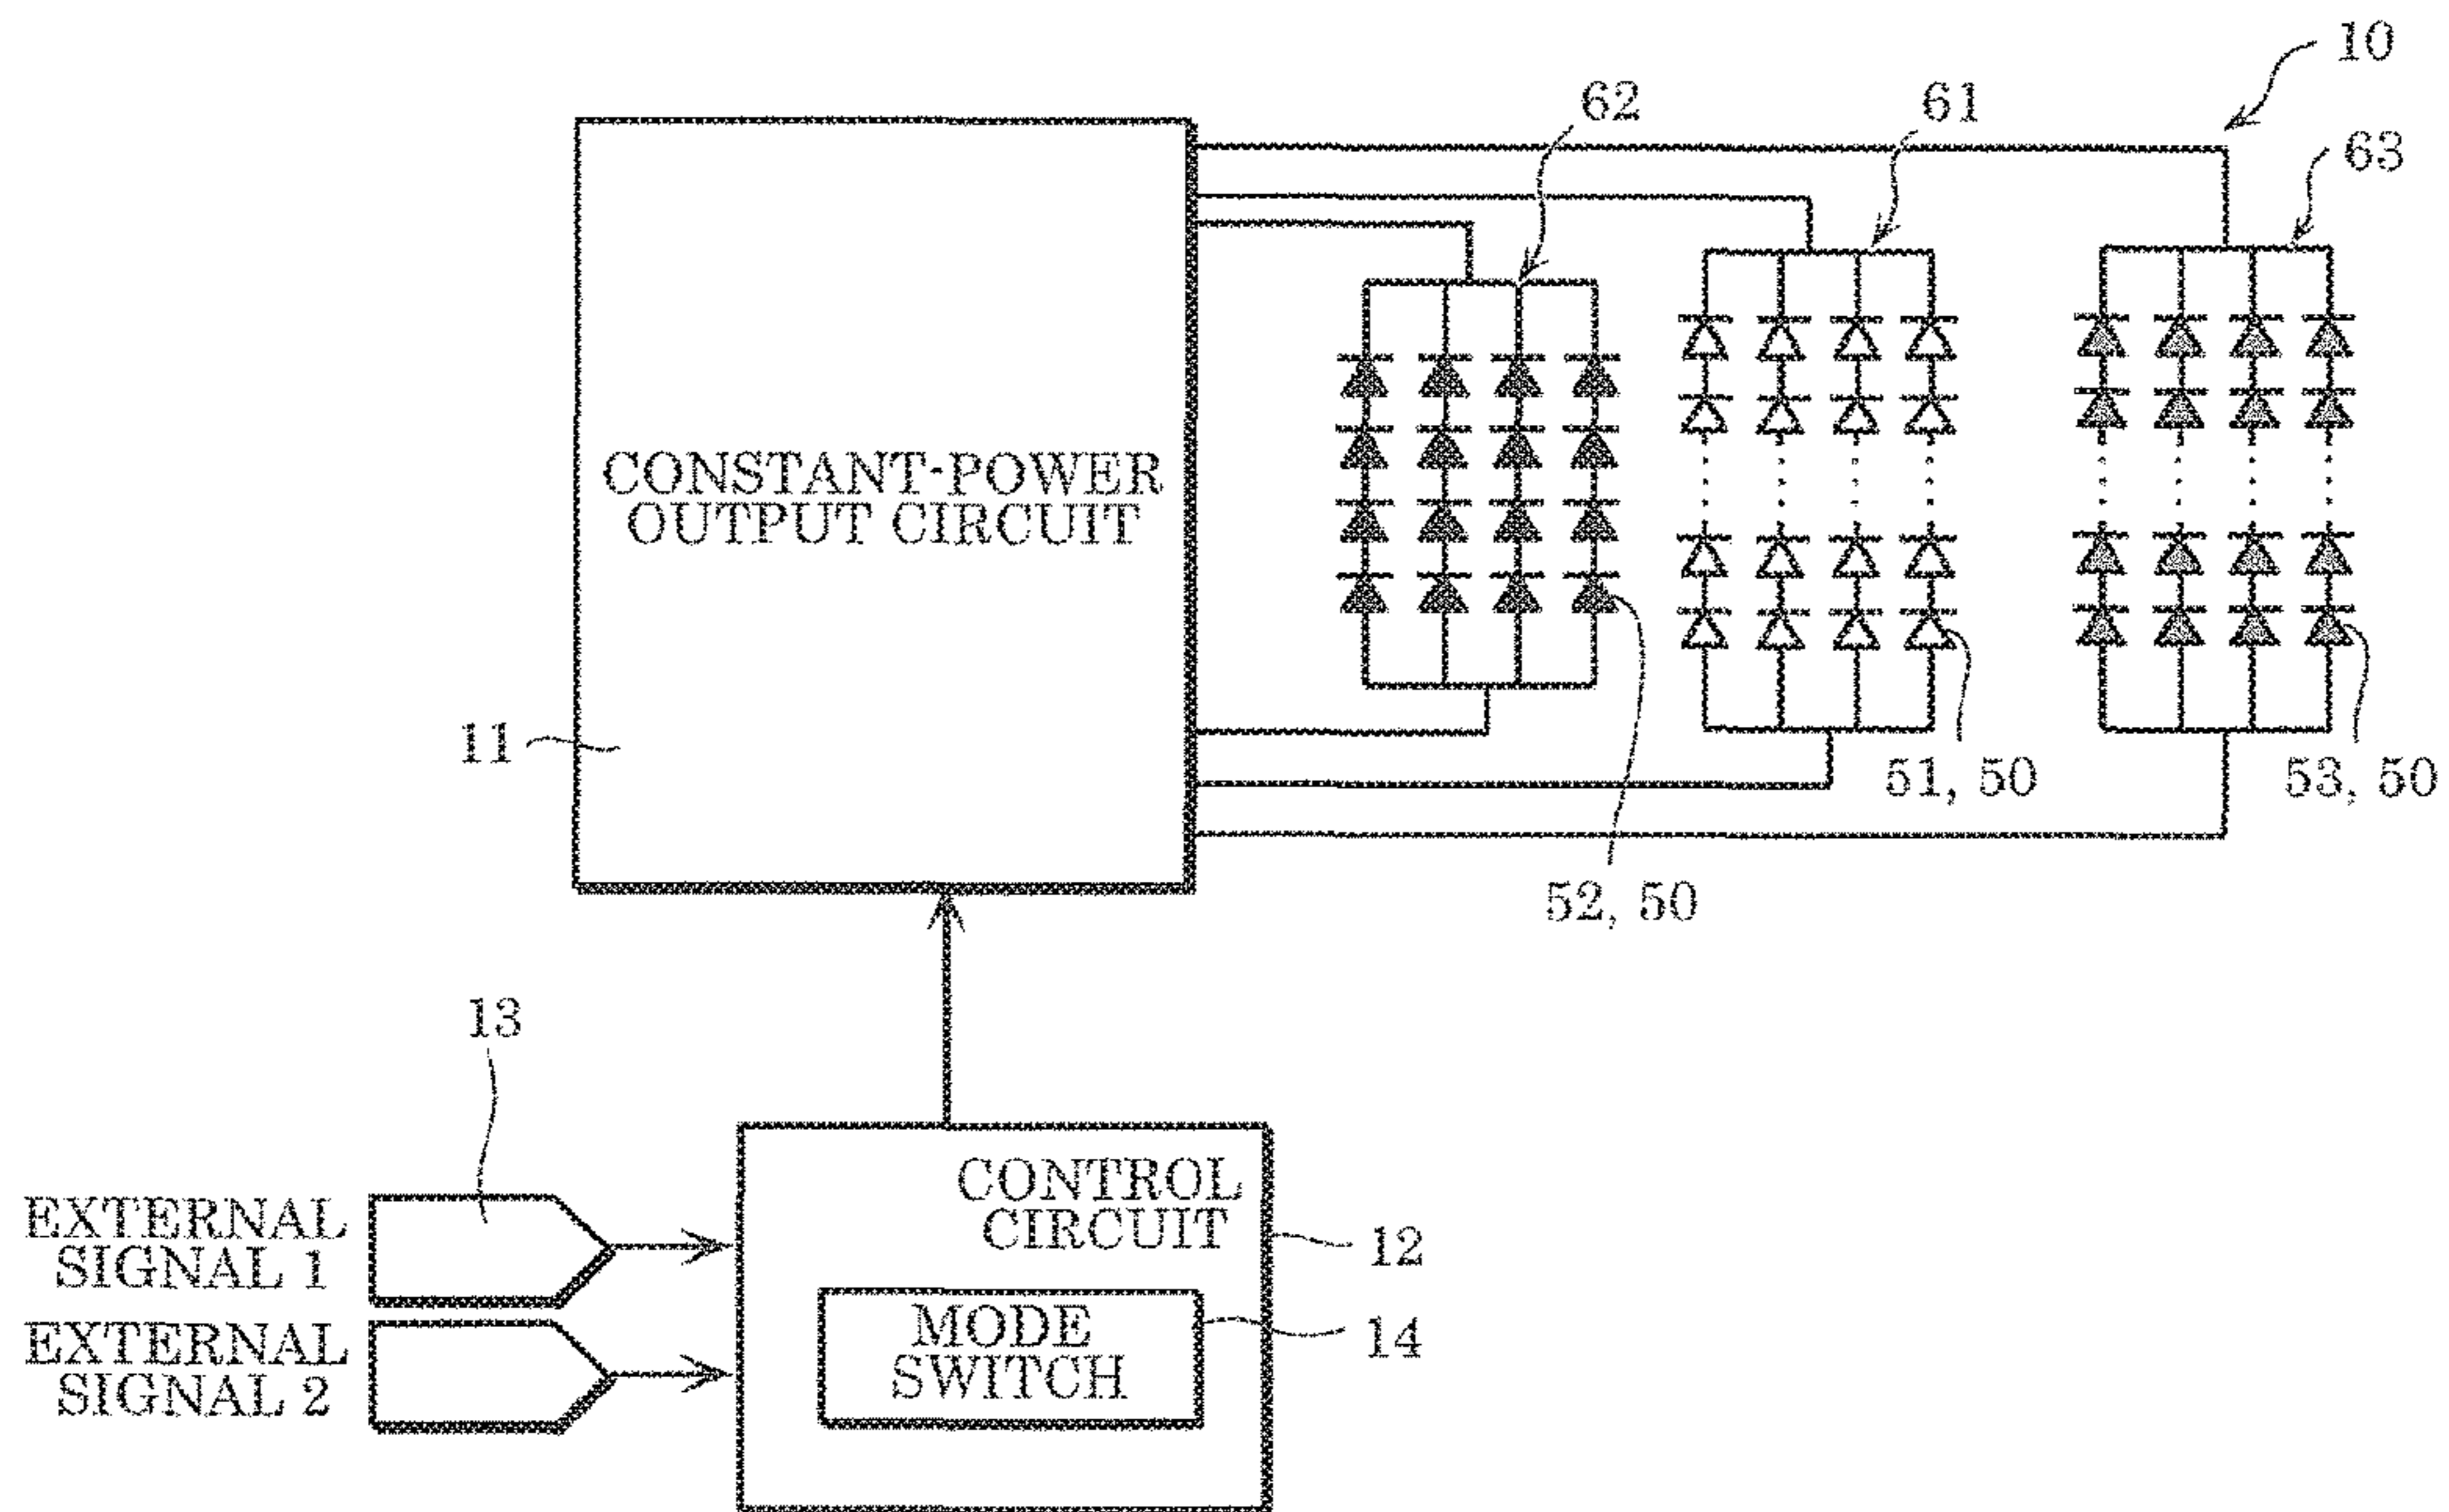 10
62
61
63
CONSTANT-POWER
OUTPUT CIRCUIT
11
51, 50
53, 50
52, 50
13
EXTERNAL
SIGNAL 1
CONTROL
CIRCUIT
12
EXTERNAL
SIGNAL 2
MODE
SWITCH
14